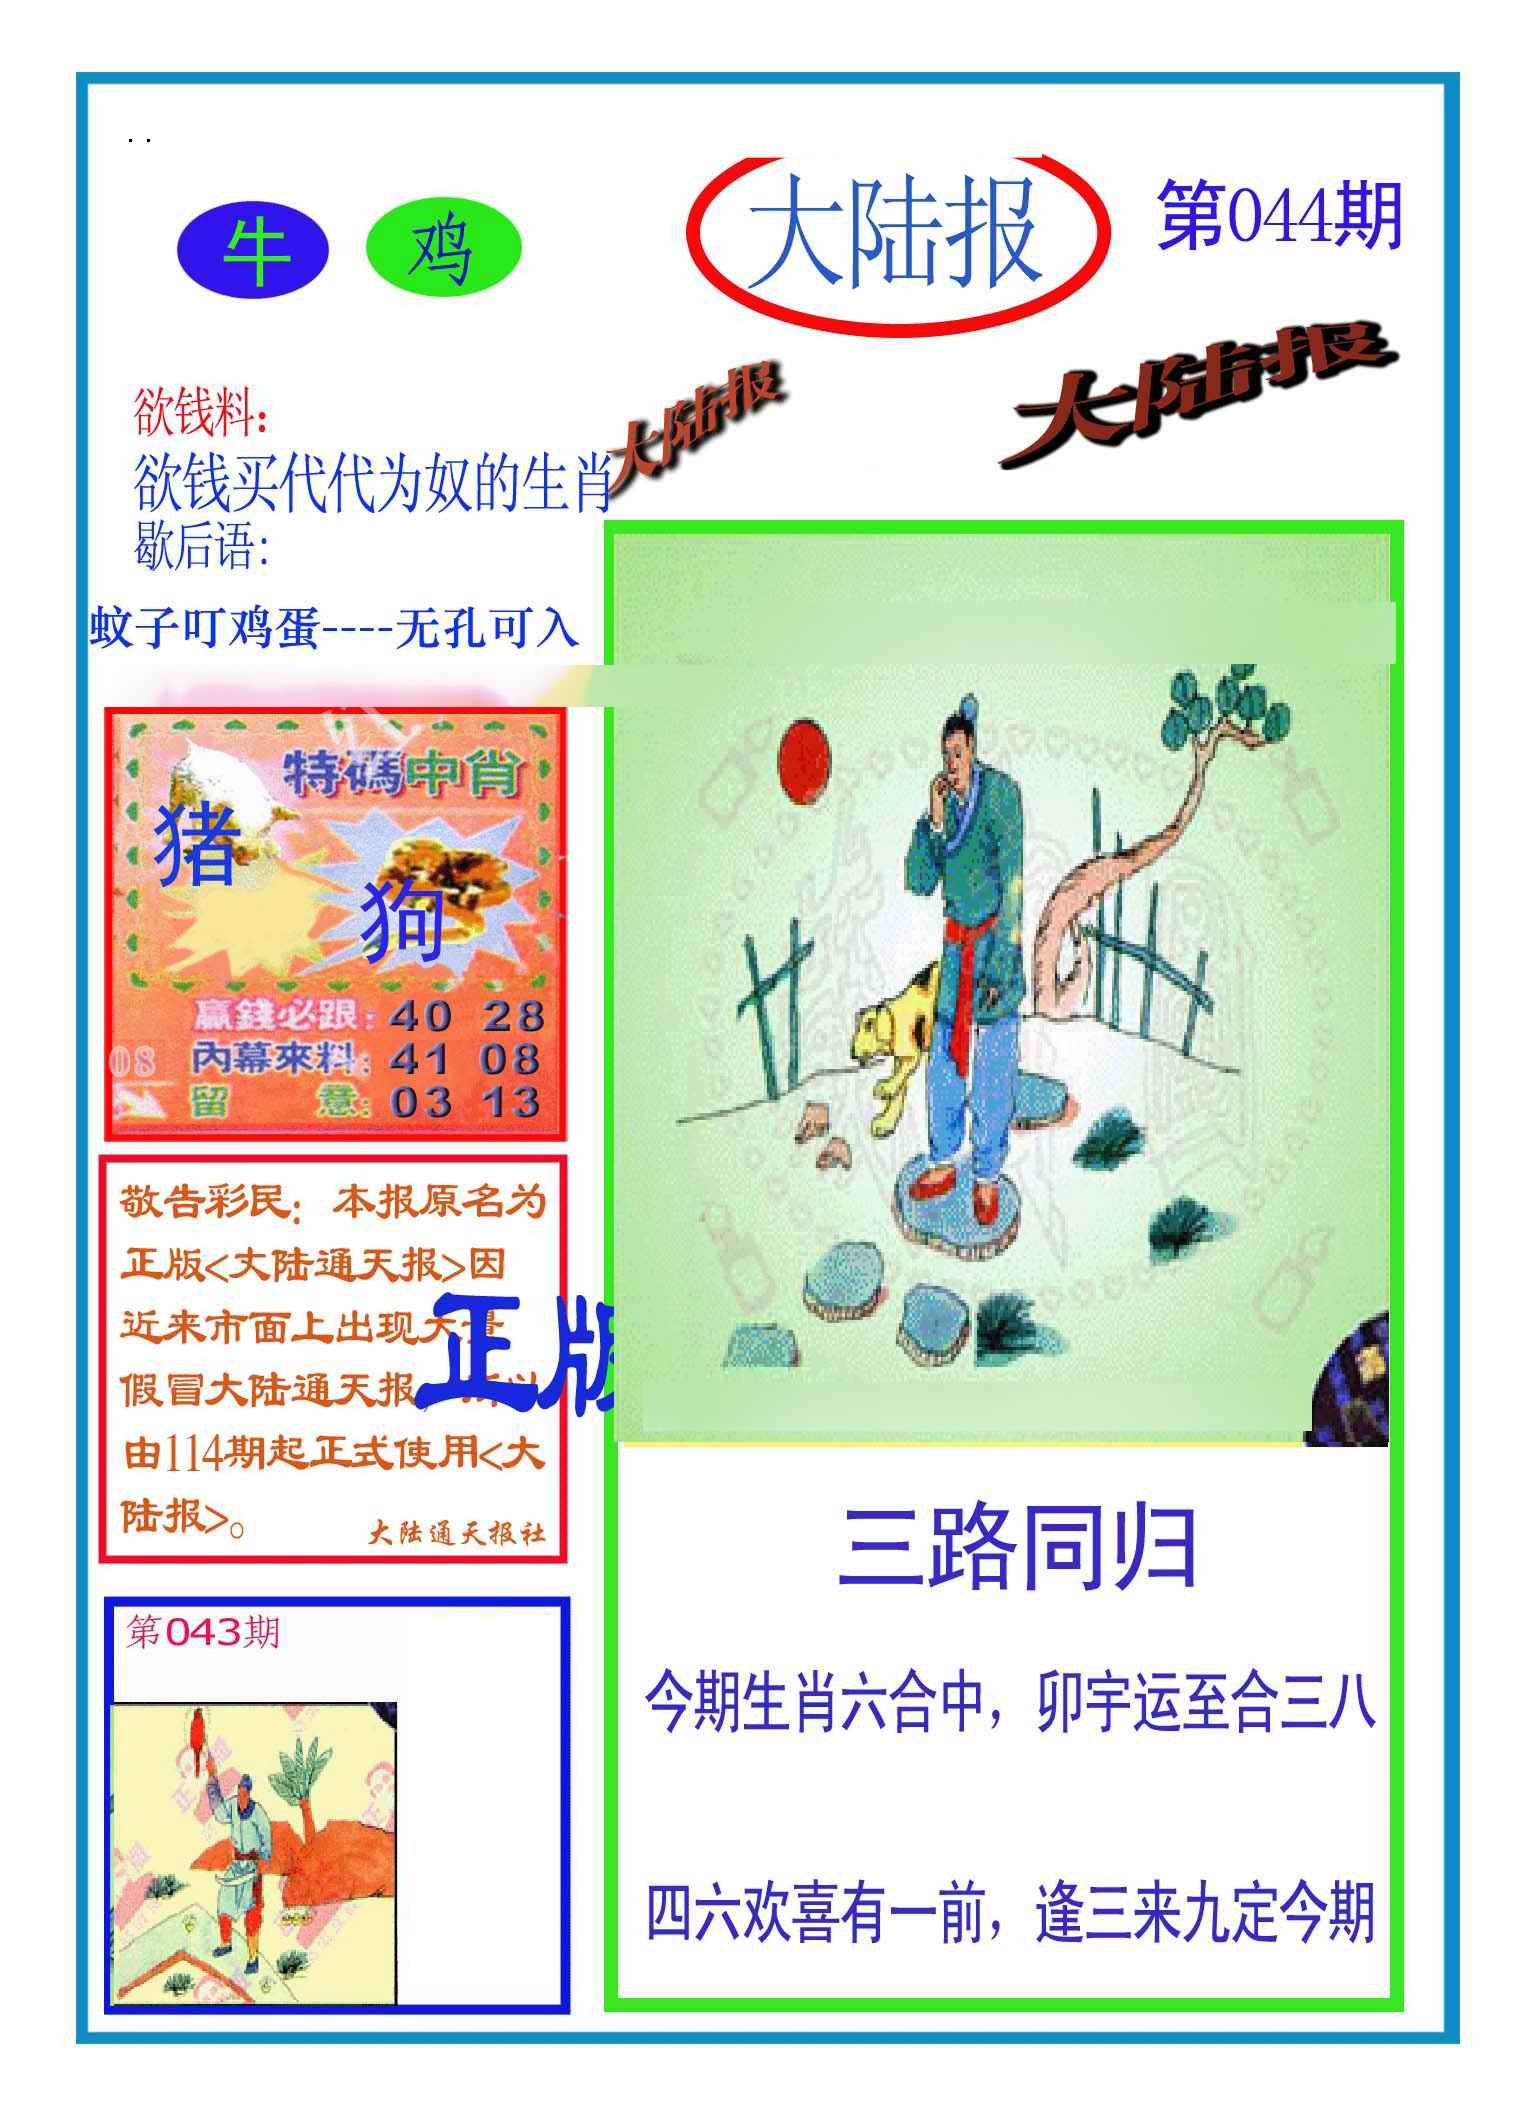 牛 鸡
大陆报
第044期
大陆报
大陆报
欲钱料：
欲钱买代代为奴的生肖
歇后语：
蚊子叮鸡蛋----无孔可入
特碼中肖
猪
狗
贏錢必跟: 40 28
內幕來料: 41 08
留 意: 03 13
08
敬告彩民：本报原名为
正版<大陆通天报>因
近来市面上出现大量
假冒大陆通天报，所以
由114期起正式使用<大
陆报>。
大陆通天报社
正版
第043期
三路同归
今期生肖六合中，卯宇运至合三八
四六欢喜有一前，逢三来九定今期